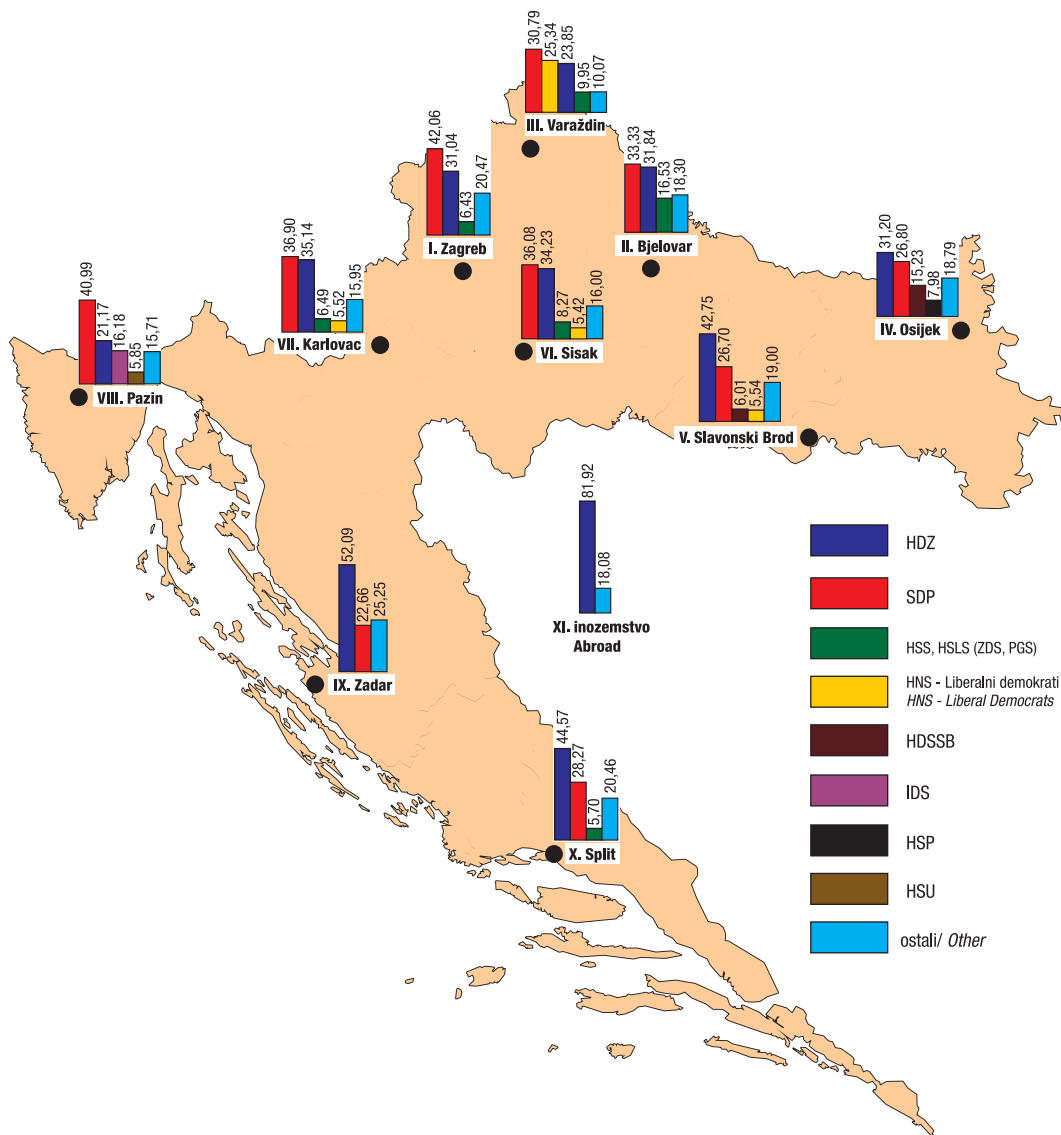 30,79
25,34
23,85
9,95
10,07
III. Varaždin
42,06
31,04
6,43
20,47
I. Zagreb
33,33
31,84
16,53
18,30
II. Bjelovar
36,90
35,14
6,49
5,52
15,95
VII. Karlovac
36,08
34,23
8,27
5,42
16,00
VI. Sisak
31,20
26,80
15,23
7,98
18,79
IV. Osijek
40,99
21,17
16,18
5,85
15,71
VIII. Pazin
42,75
26,70
6,01
5,54
19,00
V. Slavonski Brod
81,92
18,08
XI. inozemstvo
Abroad
52,09
22,66
25,25
IX. Zadar
44,57
28,27
5,70
20,46
X. Split
HDZ
SDP
HSS, HSLS (ZDS, PGS)
HNS - Liberalni demokrati
HNS - Liberal Democrats
HDSSB
IDS
HSP
HSU
ostali/ Other